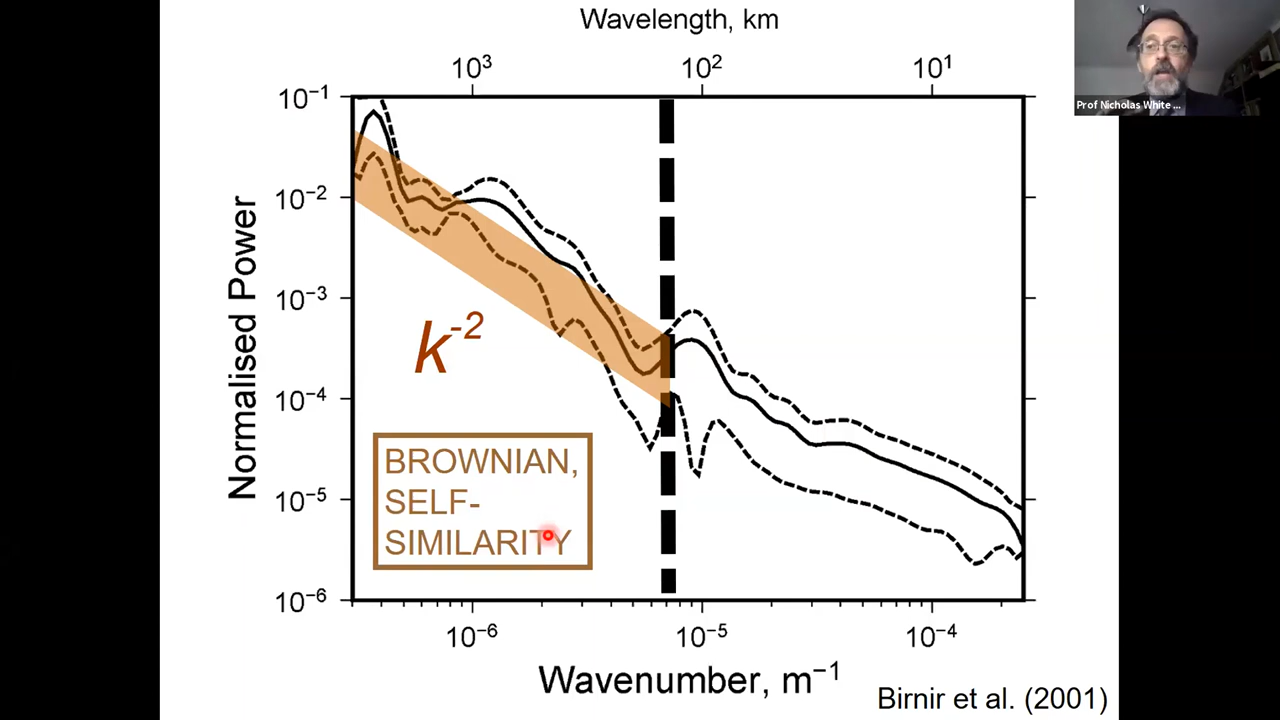 Wavelength, km
10³ 10² 10¹
Prof Nicholas White ...
10⁻¹
10⁻²
10⁻³
10⁻⁴
10⁻⁵
10⁻⁶
Normalised Power
k⁻²
BROWNIAN,
SELF-
SIMILARITY
10⁻⁶ 10⁻⁵ 10⁻⁴
Wavenumber, m⁻¹
Birnir et al. (2001)